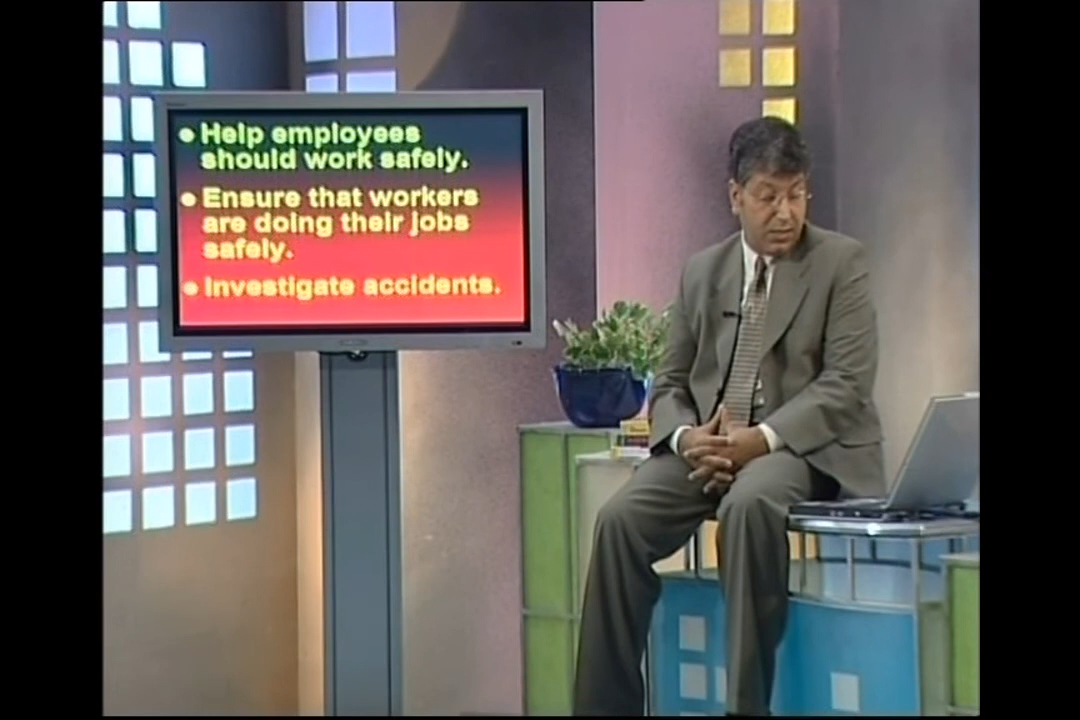 • Help employees
should work safely.
• Ensure that workers
are doing their jobs
safely.
• Investigate accidents.